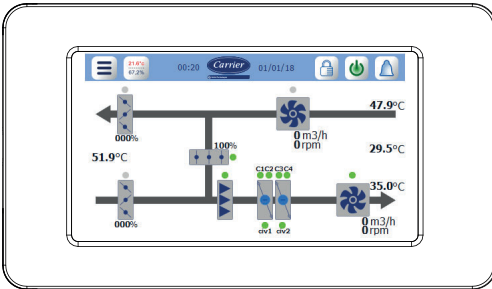 21.6°c
67.2%
00:20
Carrier
01/01/18
47.9°C
000%
0 m3/h
0 rpm
100%
51.9°C
29.5°C
C1C2 C3C4
35.0°C
000%
civ1
civ2
0 m3/h
0 rpm